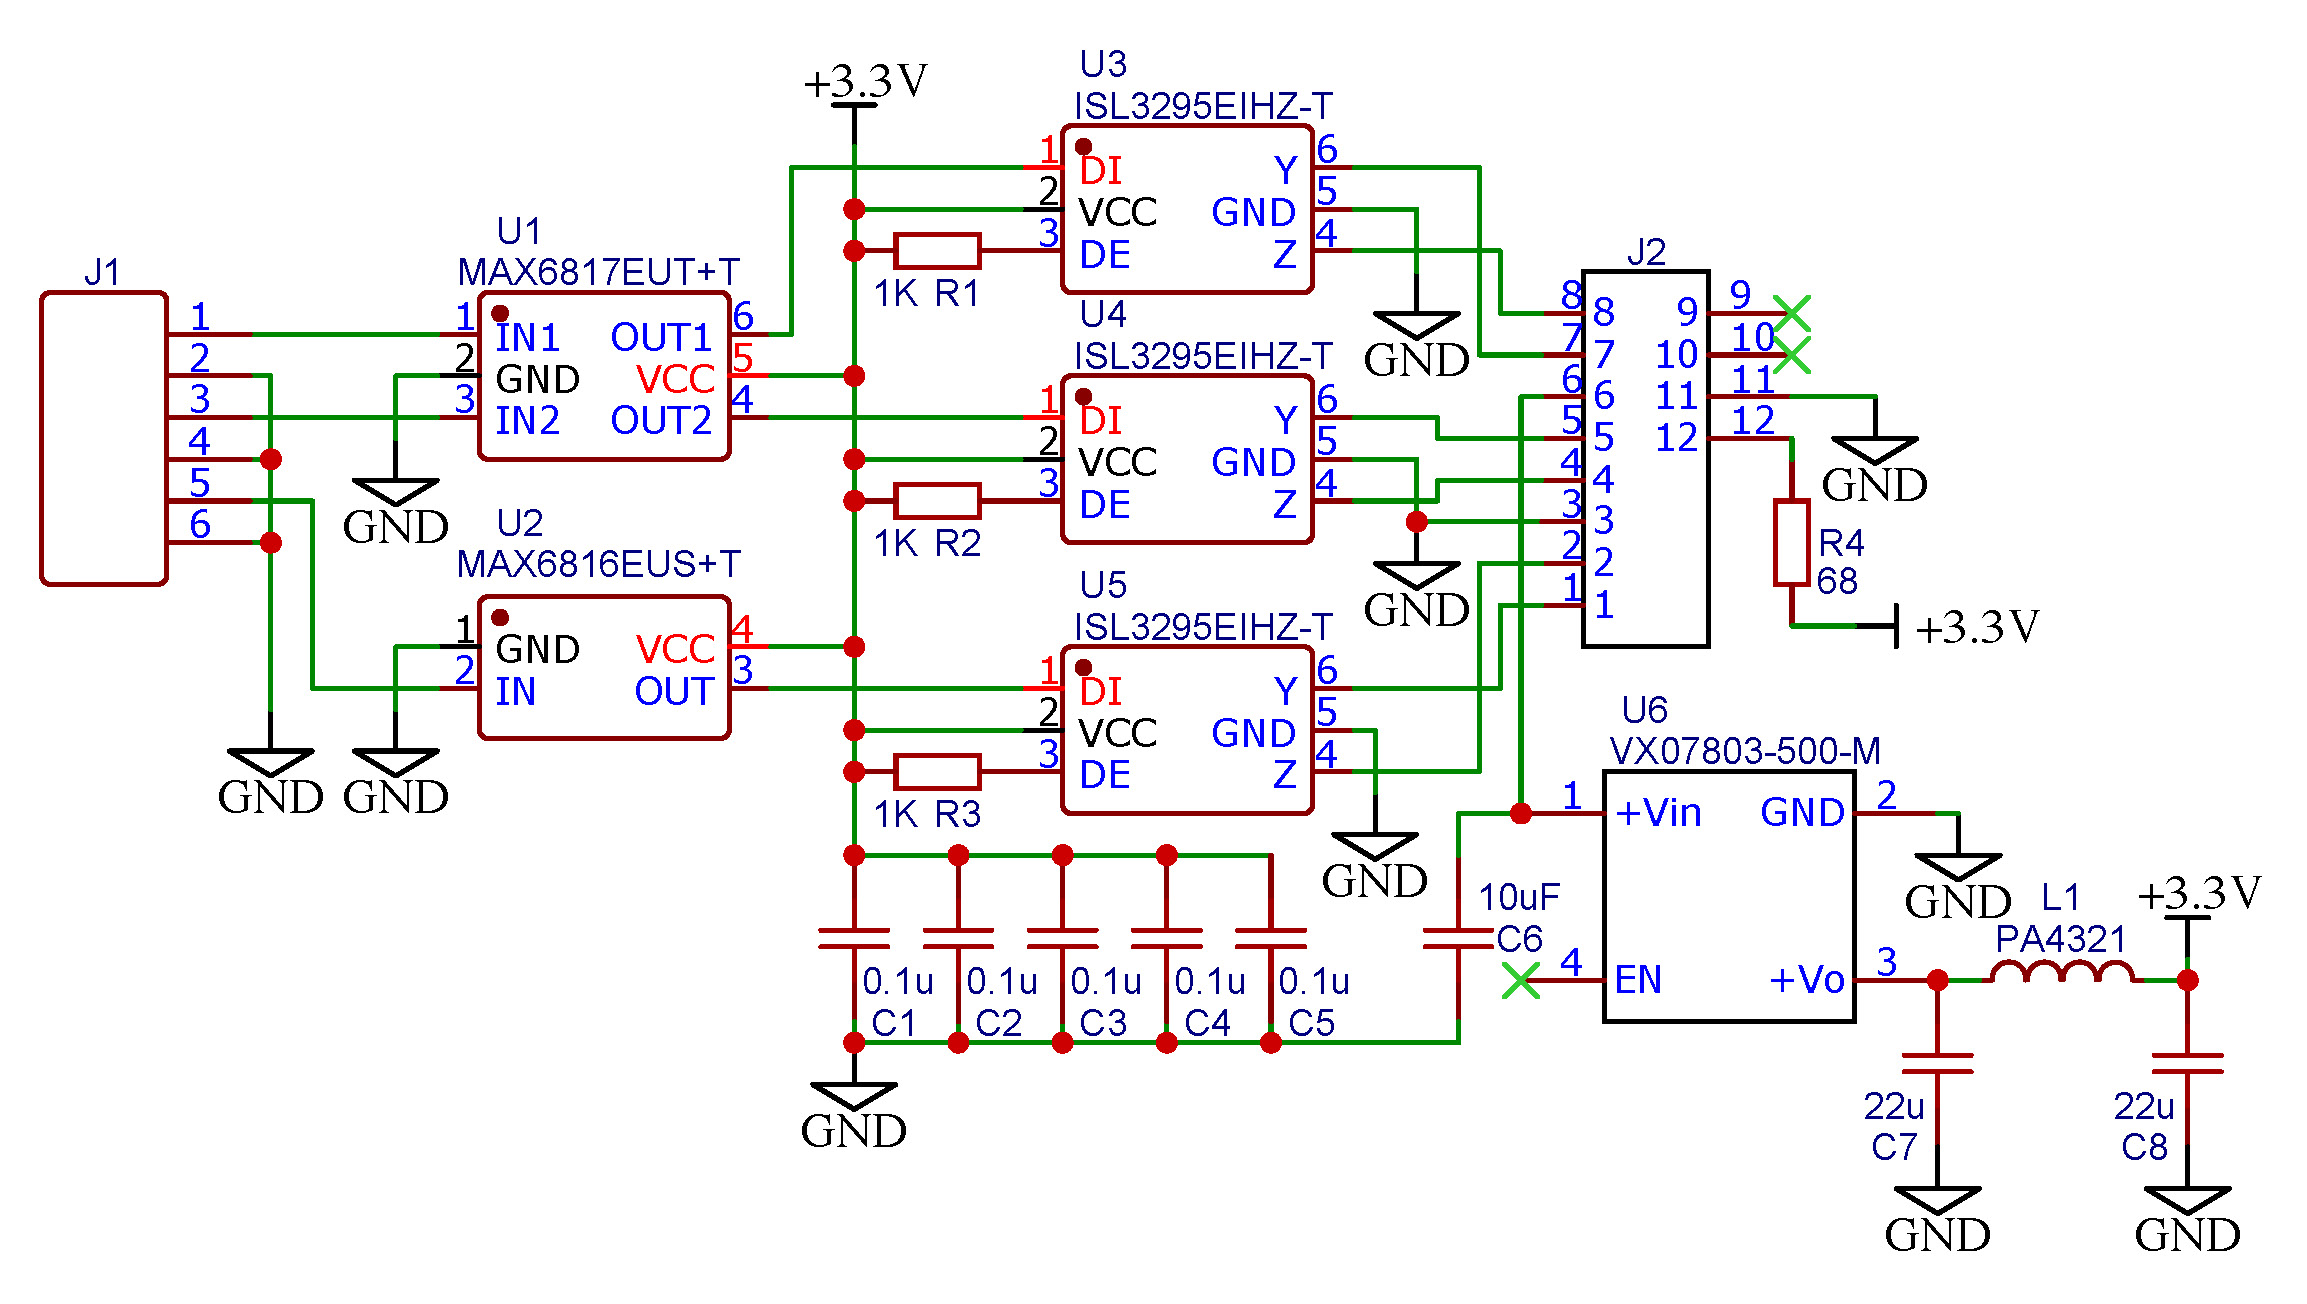 +3.3V
J1
1
2
3
4
5
6
U1
MAX6817EUT+T
1 IN1 OUT1 6
2 GND VCC 5
3 IN2 OUT2 4
GND
U2
MAX6816EUS+T
1 GND VCC 4
2 IN OUT 3
GND GND
U3
ISL3295EIHZ-T
1 DI Y 6
2 VCC GND 5
3 DE Z 4
1K R1
GND
U4
ISL3295EIHZ-T
1 DI Y 6
2 VCC GND 5
3 DE Z 4
1K R2
GND
U5
ISL3295EIHZ-T
1 DI Y 6
2 VCC GND 5
3 DE Z 4
1K R3
GND
J2
8 8 9 9
7 7 10 10
6 6 11 11
5 5 12 12
4 4
3 3
2 2
1 1
GND
R4
68
+3.3V
U6
VX07803-500-M
1 +Vin GND 2
4 EN +Vo 3
GND
10uF
C6
0.1u 0.1u 0.1u 0.1u 0.1u
C1 C2 C3 C4 C5
GND
L1
PA4321
+3.3V
22u
C7
GND
22u
C8
GND